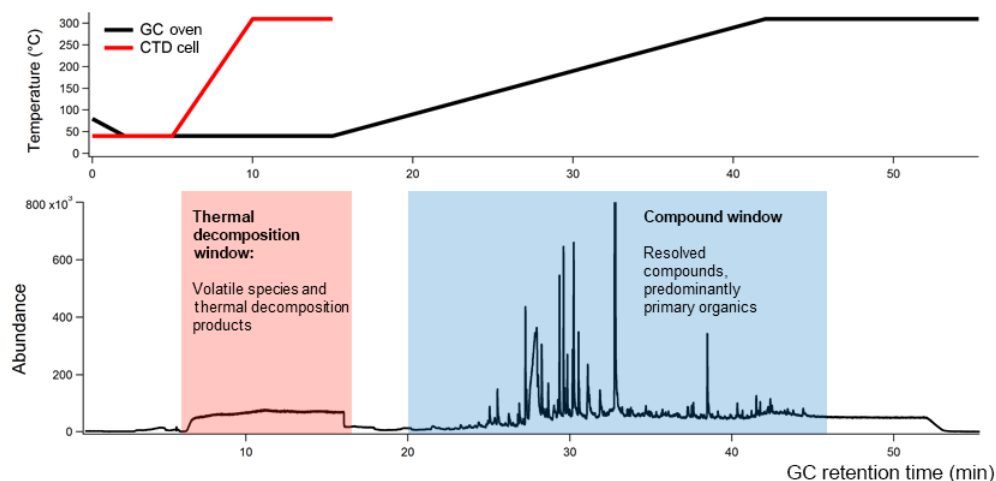 300
250
200
150
100
50
0
Temperature (°C)
GC oven
CTD cell
0
10
20
30
40
50
800 x10³
600
400
200
0
Abundance
Thermal
decomposition
window:
Volatile species and
thermal decomposition
products
Compound window
Resolved
compounds,
predominantly
primary organics
10
20
30
40
50
GC retention time (min)